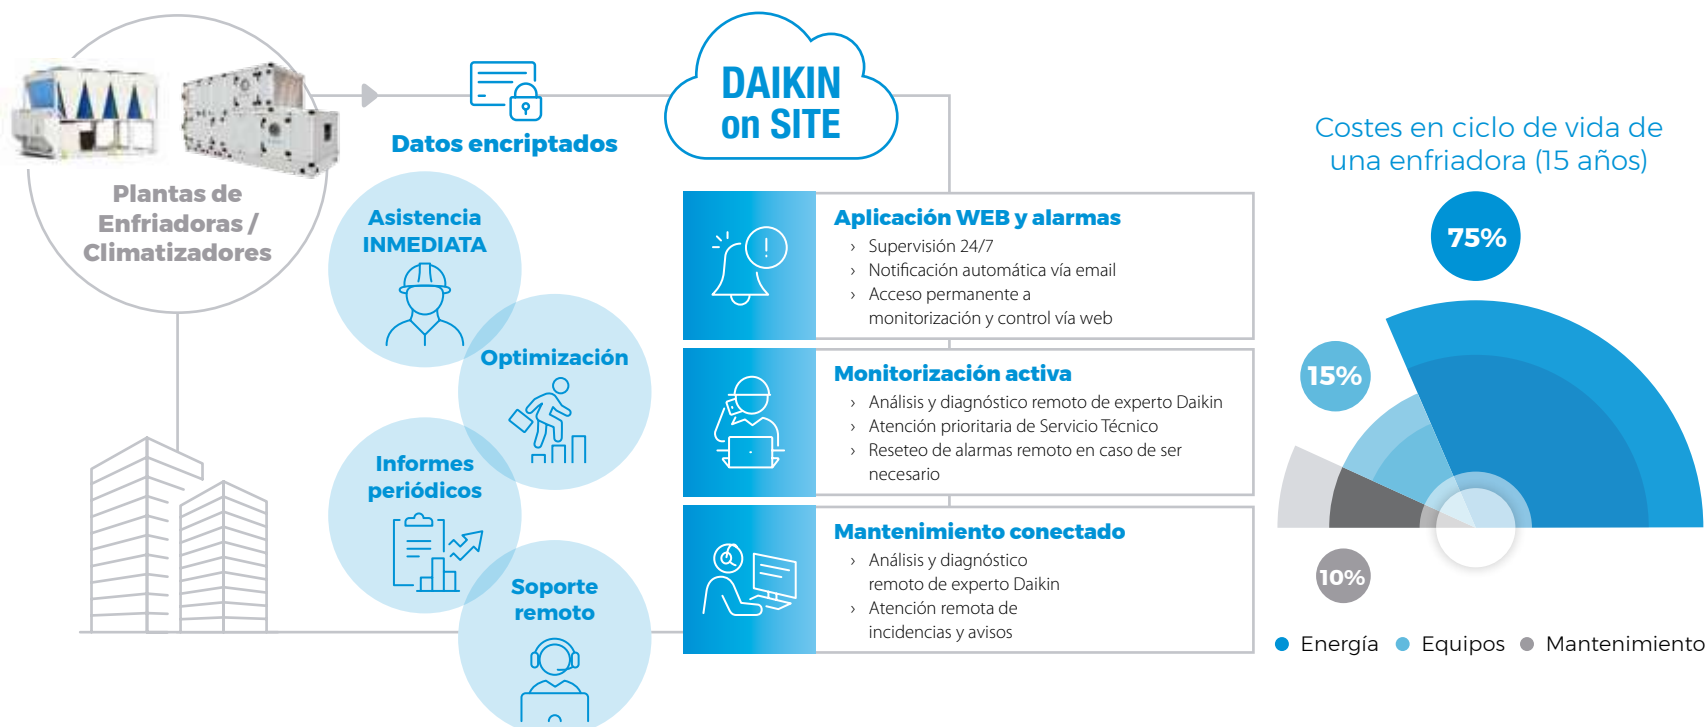 Plantas de
Enfriadoras /
Climatizadores
Datos encriptados
DAIKIN
on SITE
Asistencia
INMEDIATA
Optimización
Informes
periódicos
Soporte
remoto
Aplicación WEB y alarmas
› Supervisión 24/7
› Notificación automática vía email
› Acceso permanente a
monitorización y control vía web
Monitorización activa
› Análisis y diagnóstico remoto de experto Daikin
› Atención prioritaria de Servicio Técnico
› Reseteo de alarmas remoto en caso de ser
necesario
Mantenimiento conectado
› Análisis y diagnóstico
remoto de experto Daikin
› Atención remota de
incidencias y avisos
Costes en ciclo de vida de
una enfriadora (15 años)
75%
15%
10%
Energía Equipos Mantenimiento